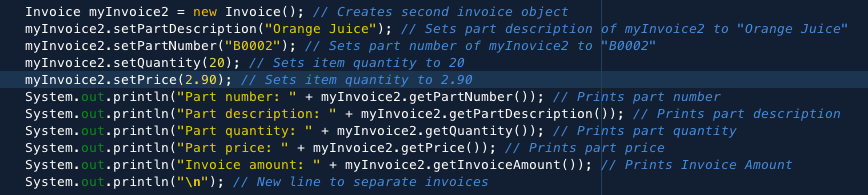 Invoice myInvoice2 = new Invoice(); // Creates second invoice object
myInvoice2.setPartDescription("Orange Juice"); // Sets part description of myInvoice2 to "Orange Juice"
myInvoice2.setPartNumber("B0002"); // Sets part number of myInovice2 to "B0002"
myInvoice2.setQuantity(20); // Sets item quantity to 20
myInvoice2.setPrice(2.90); // Sets item quantity to 2.90
System.out.println("Part number: " + myInvoice2.getPartNumber()); // Prints part number
System.out.println("Part description: " + myInvoice2.getPartDescription()); // Prints part description
System.out.println("Part quantity: " + myInvoice2.getQuantity()); // Prints part quantity
System.out.println("Part price: " + myInvoice2.getPrice()); // Prints part price
System.out.println("Invoice amount: " + myInvoice2.getInvoiceAmount()); // Prints Invoice Amount
System.out.println("\n"); // New line to separate invoices